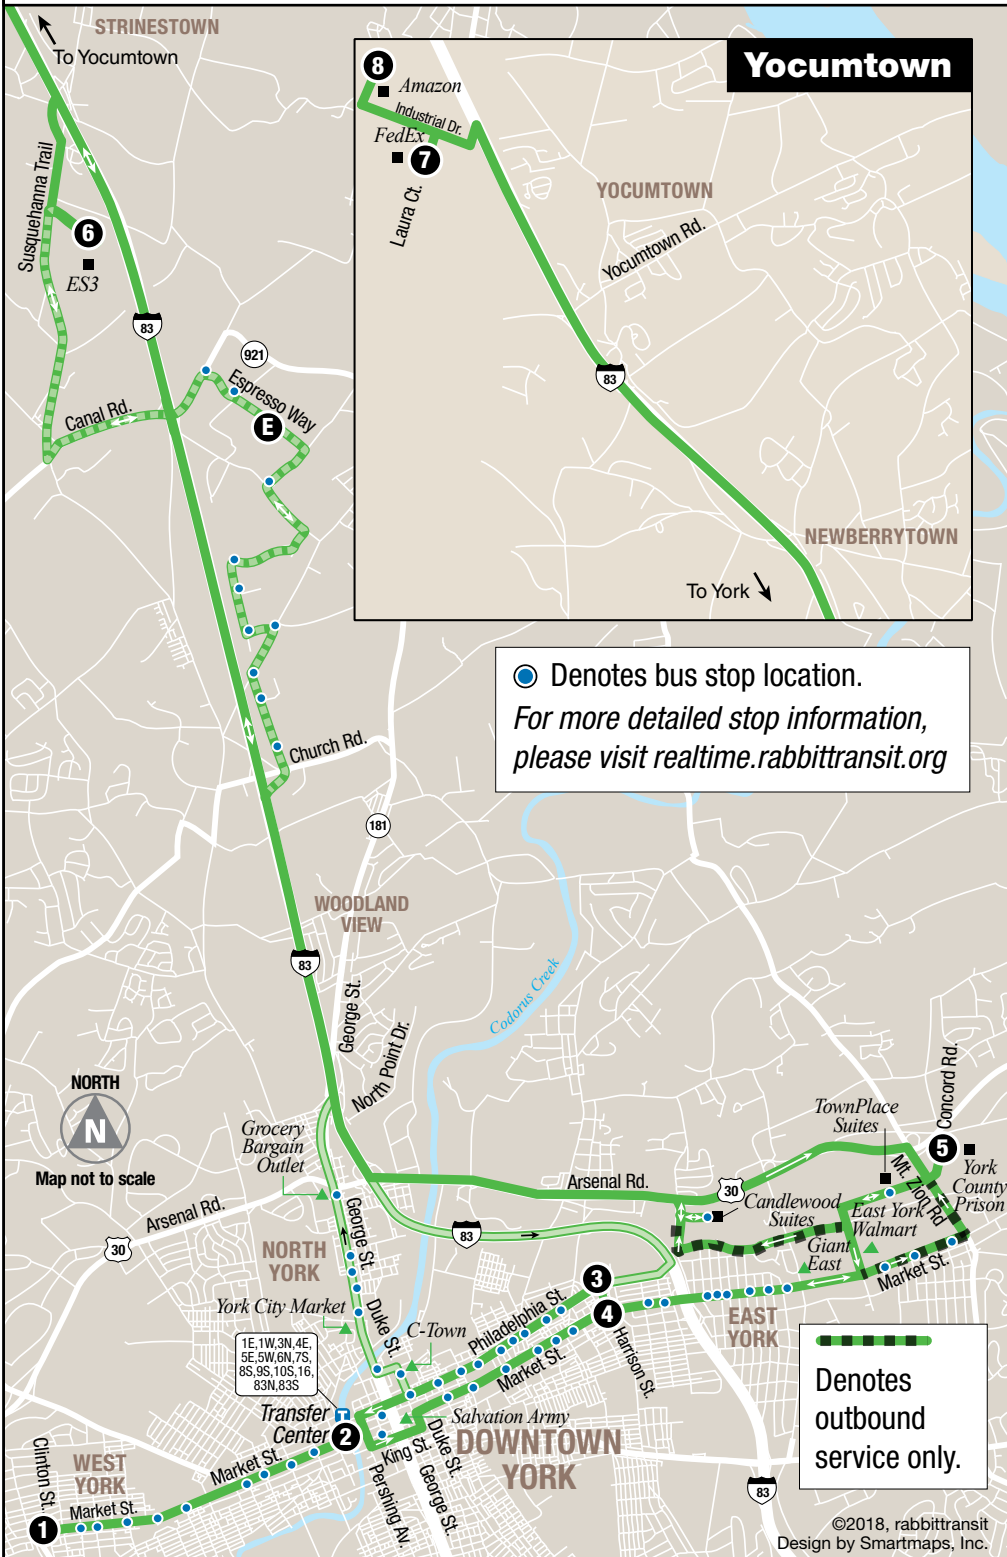 STRINESTOWN
To Yocumtown
Yocumtown
8
Amazon
Industrial Dr.
FedEx
7
Laura Ct.
YOCUMTOWN
Yocumtown Rd.
83
NEWBERRYTOWN
To York
Susquehanna Trail
6
ES3
83
921
Espresso Way
E
Canal Rd.
Denotes bus stop location.
For more detailed stop information,
please visit realtime.rabbittransit.org
Church Rd.
181
WOODLAND
VIEW
83
George St.
Codorus Creek
North Point Dr.
NORTH
N
Map not to scale
Grocery
Bargain
Outlet
Arsenal Rd.
30
Arsenal Rd.
30
TownPlace
Suites
Concord Rd.
5
York
County
Prison
Mt. Zion Rd
Candlewood
Suites
East York
Walmart
Giant
East
Market St.
83
NORTH
YORK
George St.
York City Market
Duke St.
C-Town
3
Philadelphia St.
4
Market St.
Harrison St.
EAST
YORK
1E,1W,3N,4E,
5E,5W,6N,7S,
8S,9S,10S,16,
83N,83S
T
Transfer
Center
2
Salvation Army
King St.
Duke St.
DOWNTOWN
YORK
George St.
Pershing Av.
Clinton St.
WEST
YORK
Market St.
Market St.
1
83
Denotes
outbound
service only.
©2018, rabbittransit
Design by Smartmaps, Inc.